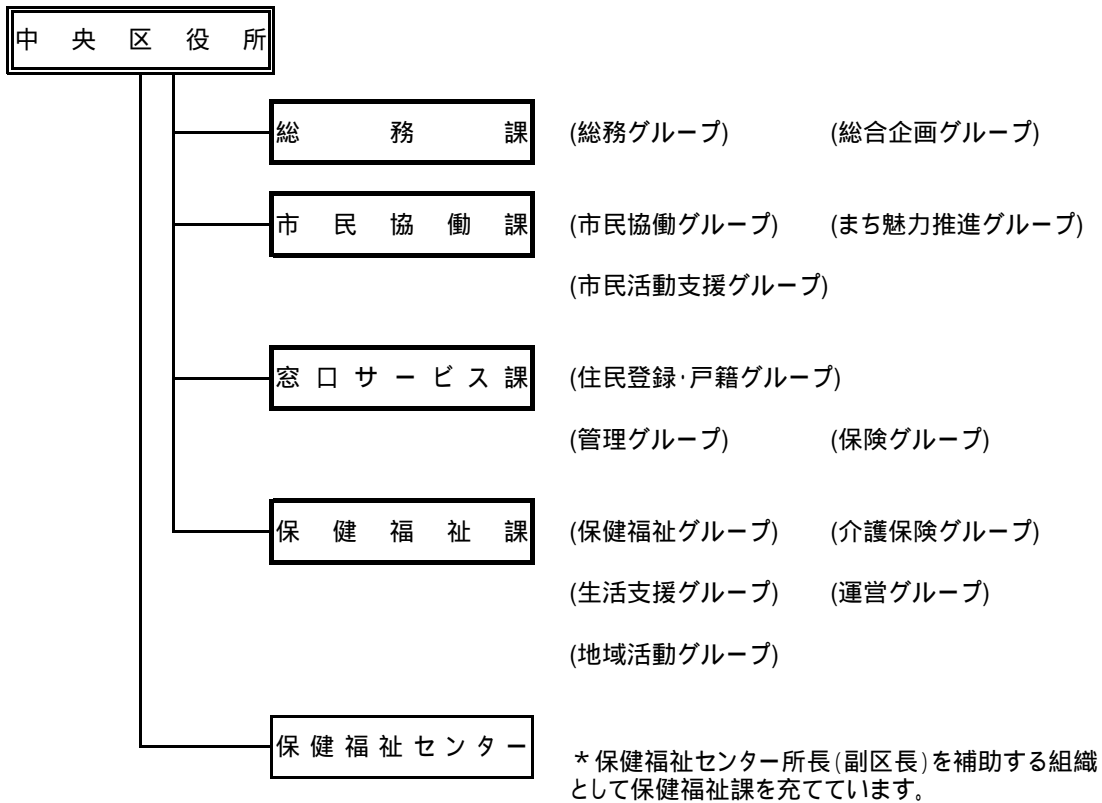 中央区役所
総務課 (総務グループ) (総合企画グループ)
市民協働課 (市民協働グループ) (まち魅力推進グループ)
(市民活動支援グループ)
窓口サービス課 (住民登録・戸籍グループ)
(管理グループ) (保険グループ)
保健福祉課 (保健福祉グループ) (介護保険グループ)
(生活支援グループ) (運営グループ)
(地域活動グループ)
保健福祉センター
*保健福祉センター所長(副区長)を補助する組織
として保健福祉課を充てています。